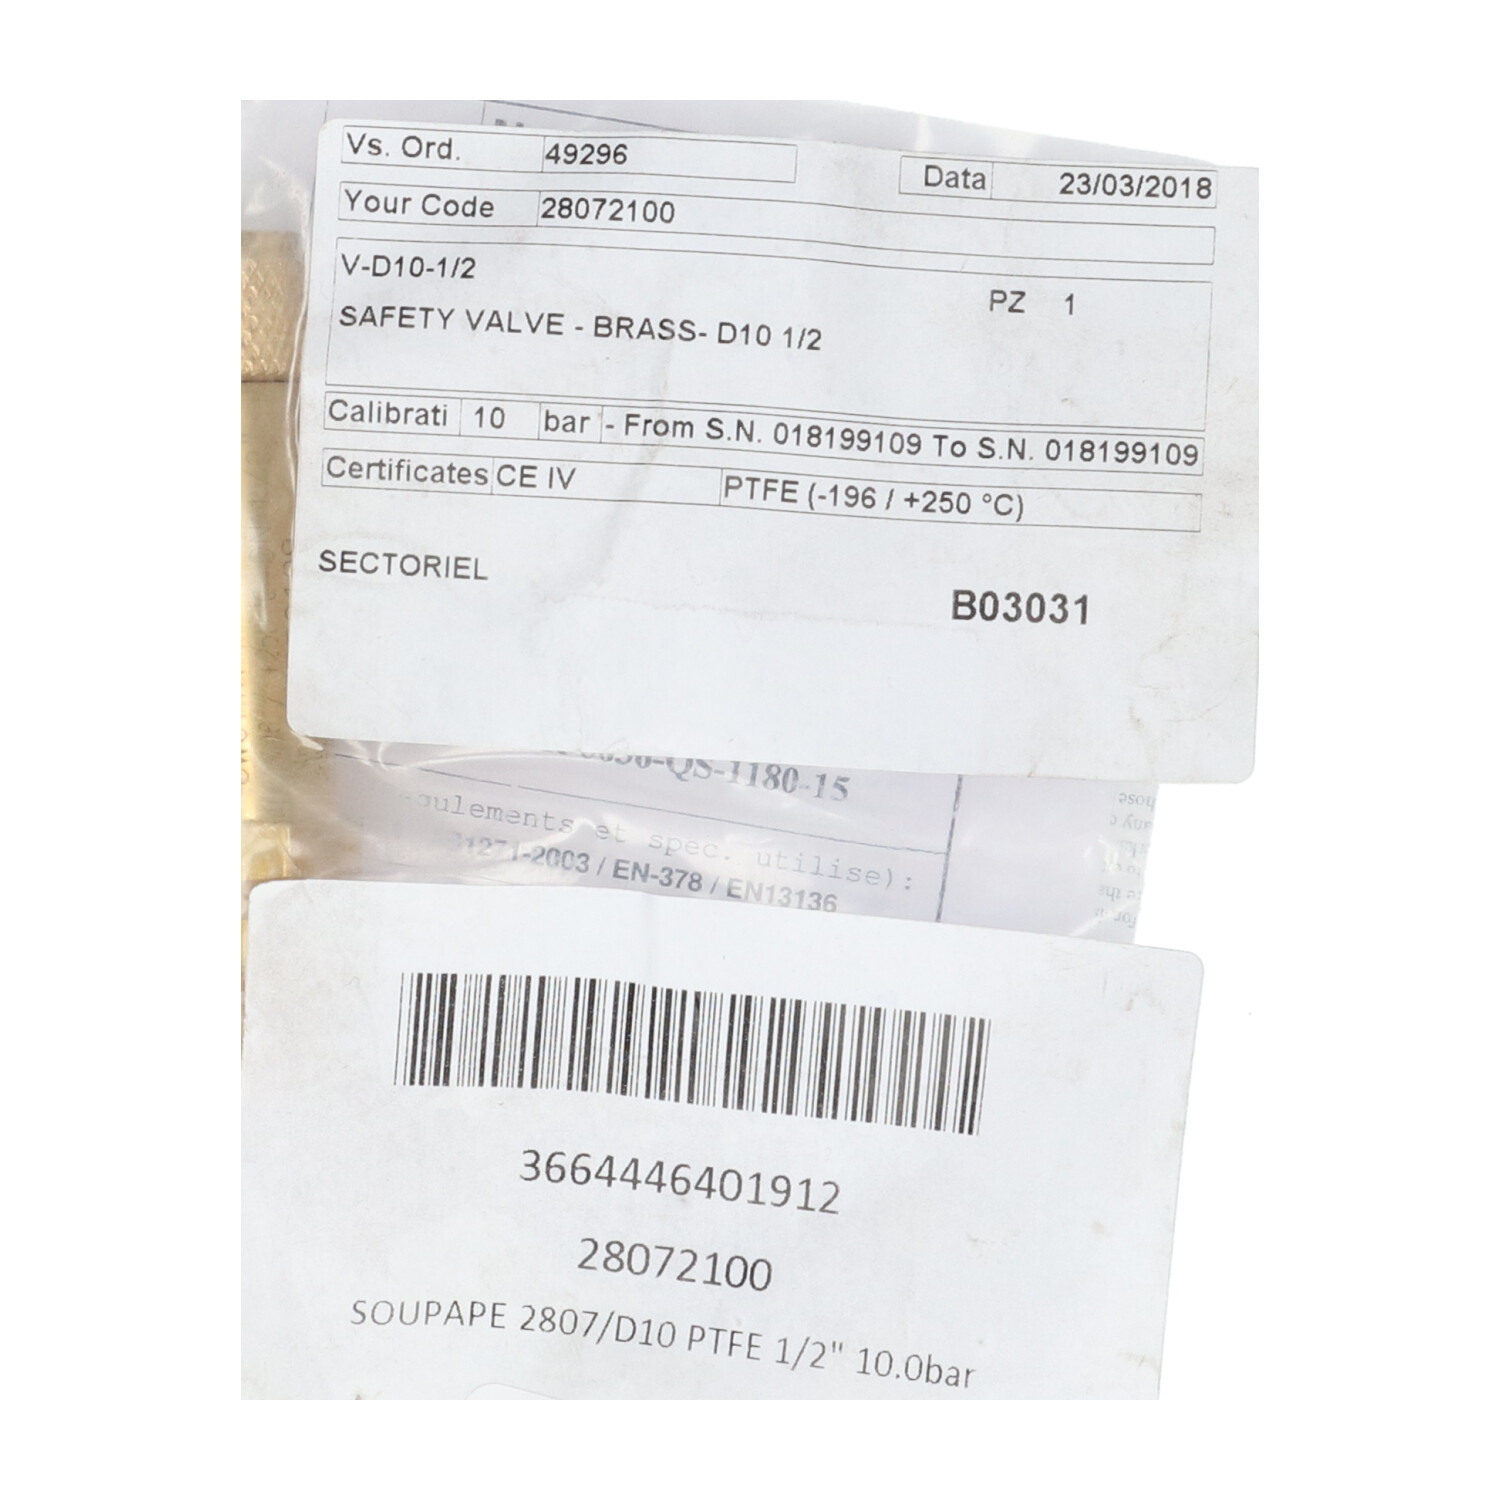 Vs. Ord. 49296 Data 23/03/2018
Your Code 28072100
V-D10-1/2
PZ 1
SAFETY VALVE - BRASS- D10 1/2
Calibrati 10 bar - From S.N. 018199109 To S.N. 018199109
Certificates CE IV PTFE (-196 / +250 °C)
SECTORIEL
B03031
-QS-1180-15
et spec. utilise):
-2003 / EN-378 / EN13136
3664446401912
28072100
SOUPAPE 2807/D10 PTFE 1/2" 10.0bar